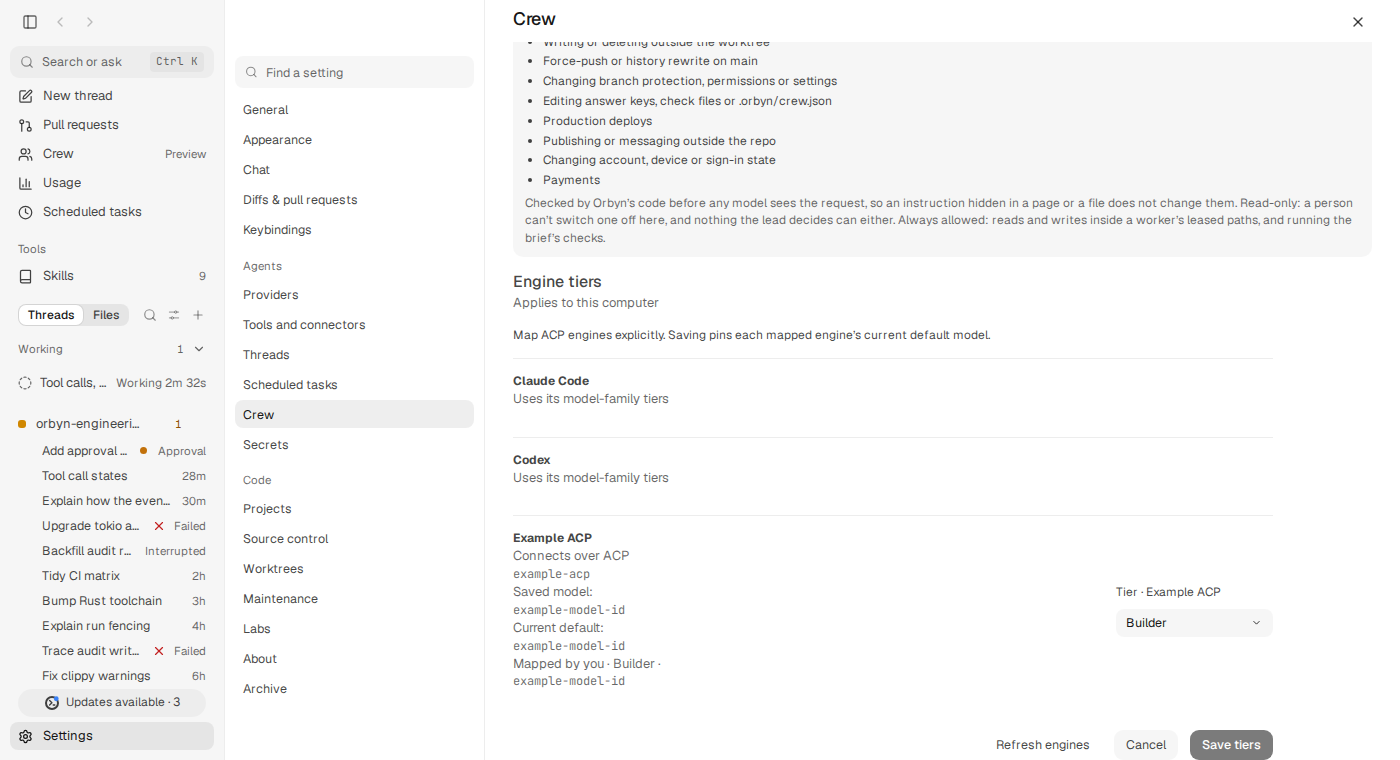 Search or ask
Ctrl K
New thread
Pull requests
Crew
Preview
Usage
Scheduled tasks
Tools
Skills
9
Threads
Files
Working
1
Tool calls, ...
Working 2m 32s
orbyn-engineeri...
1
Add approval ...
Approval
Tool call states
28m
Explain how the even...
30m
Upgrade tokio a...
Failed
Backfill audit r...
Interrupted
Tidy CI matrix
2h
Bump Rust toolchain
3h
Explain run fencing
4h
Trace audit writ...
Failed
Fix clippy warnings
6h
Updates available · 3
Settings
Find a setting
General
Appearance
Chat
Diffs & pull requests
Keybindings
Agents
Providers
Tools and connectors
Threads
Scheduled tasks
Crew
Secrets
Code
Projects
Source control
Worktrees
Maintenance
Labs
About
Archive
Crew
Writing or deleting outside the worktree
Force-push or history rewrite on main
Changing branch protection, permissions or settings
Editing answer keys, check files or .orbyn/crew.json
Production deploys
Publishing or messaging outside the repo
Changing account, device or sign-in state
Payments
Checked by Orbyn's code before any model sees the request, so an instruction hidden in a page or a file does not change them. Read-only: a person
can't switch one off here, and nothing the lead decides can either. Always allowed: reads and writes inside a worker's leased paths, and running the
brief's checks.
Engine tiers
Applies to this computer
Map ACP engines explicitly. Saving pins each mapped engine's current default model.
Claude Code
Uses its model-family tiers
Codex
Uses its model-family tiers
Example ACP
Connects over ACP
example-acp
Saved model:
example-model-id
Current default:
example-model-id
Mapped by you · Builder ·
example-model-id
Tier · Example ACP
Builder
Refresh engines
Cancel
Save tiers